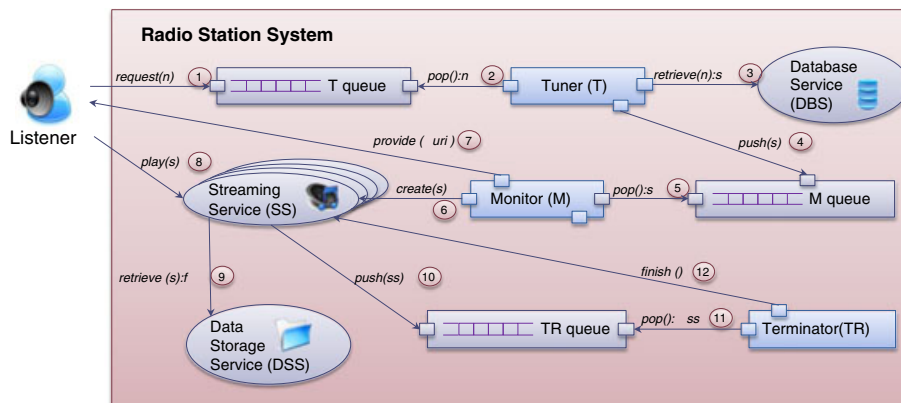 Radio Station System
request(n)
1
T queue
pop():n
2
Tuner (T)
retrieve(n):s
3
Database
Service
(DBS)
Listener
provide ( uri )
7
push(s)
4
play(s)
8
Streaming
Service (SS)
create(s)
6
Monitor (M)
pop():s
5
M queue
retrieve (s):f
9
push(ss)
10
finish ()
12
Data
Storage
Service (DSS)
TR queue
pop(): ss
11
Terminator(TR)